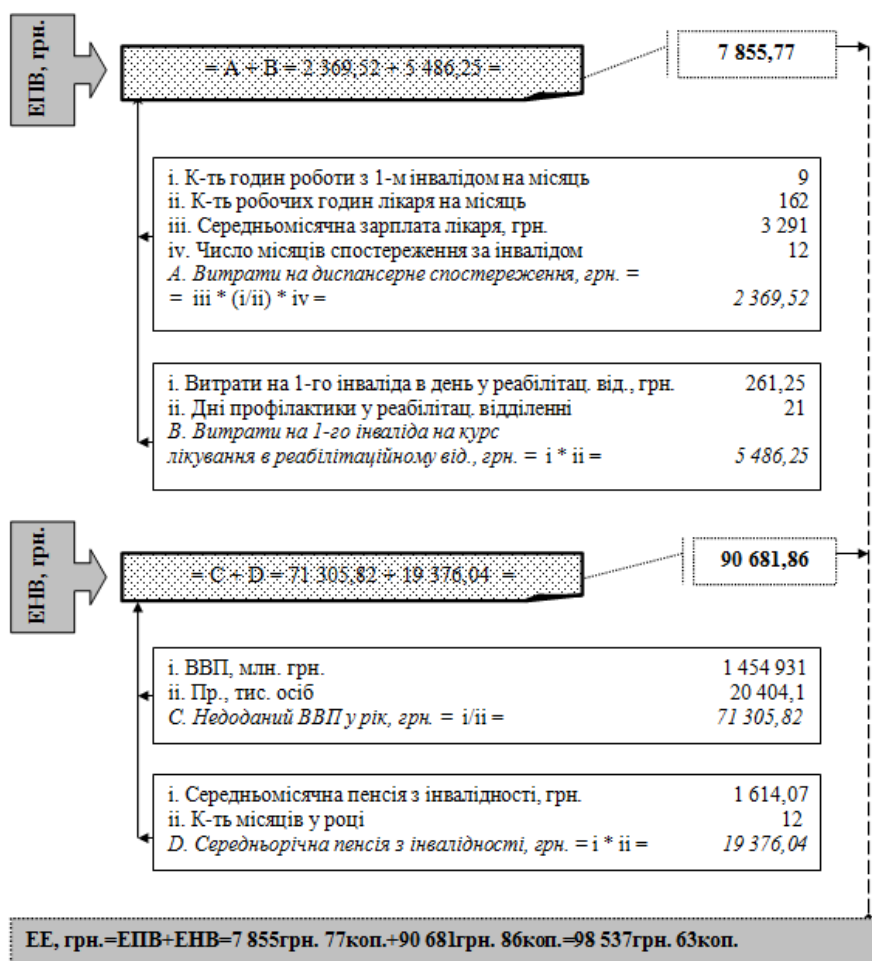 ЕПВ, грн.
= A + B = 2 369,52 + 5 486,25 =
7 855,77
i. К-ть годин роботи з 1-м інвалідом на місяць 9
ii. К-ть робочих годин лікаря на місяць 162
iii. Середньомісячна зарплата лікаря, грн. 3 291
iv. Число місяців спостереження за інвалідом 12
A. Витрати на диспансерне спостереження, грн. =
= iii * (i/ii) * iv = 2 369,52
i. Витрати на 1-го інваліда в день у реабілітац. від., грн. 261,25
ii. Дні профілактики у реабілітац. відділенні 21
B. Витрати на 1-го інваліда на курс
лікування в реабілітаційному від., грн. = i * ii = 5 486,25
ЕНВ, грн.
= C + D = 71 305,82 + 19 376,04 =
90 681,86
i. ВВП, млн. грн. 1 454 931
ii. Пр., тис. осіб 20 404,1
C. Недоданий ВВП у рік, грн. = i/ii = 71 305,82
i. Середньомісячна пенсія з інвалідності, грн. 1 614,07
ii. К-ть місяців у році 12
D. Середньорічна пенсія з інвалідності, грн. = i * ii = 19 376,04
ЕЕ, грн.=ЕПВ+ЕНВ=7 855грн. 77коп.+90 681грн. 86коп.=98 537грн. 63коп.